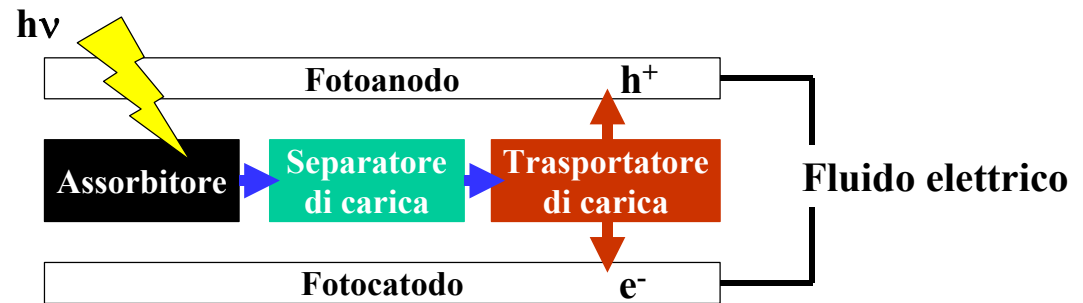 hν
Fotoanodo h⁺
Assorbitore
Separatore
di carica
Trasportatore
di carica
Fluido elettrico
Fotocatodo e⁻